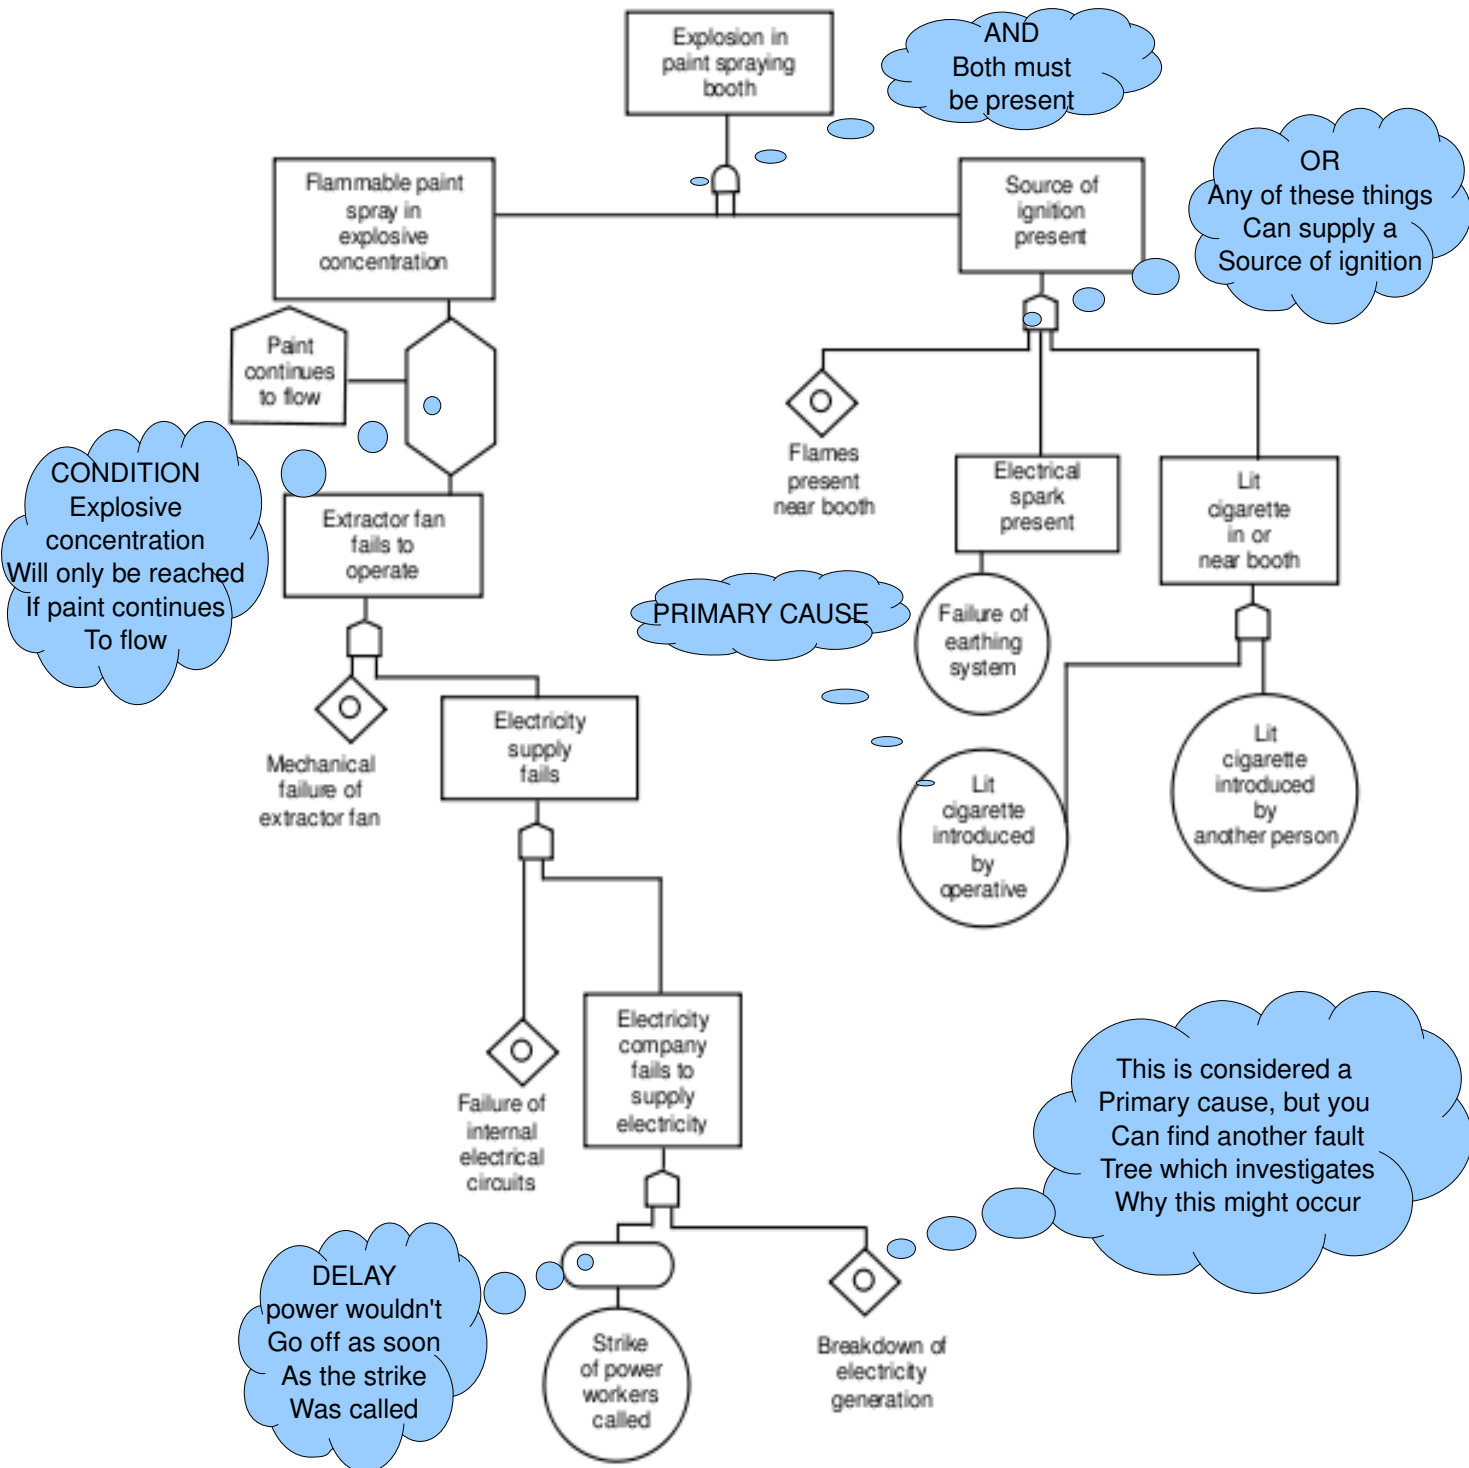 Explosion in
paint spraying
booth
AND
Both must
be present
Flammable paint
spray in
explosive
concentration
Source of
ignition
present
OR
Any of these things
Can supply a
Source of ignition
Paint
continues
to flow
CONDITION
Explosive
concentration
Will only be reached
If paint continues
To flow
Extractor fan
fails to
operate
Flames
present
near booth
Electrical
spark
present
Lit
cigarette
in or
near booth
PRIMARY CAUSE
Failure of
earthing
system
Mechanical
failure of
extractor fan
Electricity
supply
fails
Lit
cigarette
introduced
by
operative
Lit
cigarette
introduced
by
another person
Failure of
internal
electrical
circuits
Electricity
company
fails to
supply
electricity
This is considered a
Primary cause, but you
Can find another fault
Tree which investigates
Why this might occur
DELAY
power wouldn't
Go off as soon
As the strike
Was called
Strike
of power
workers
called
Breakdown of
electricity
generation